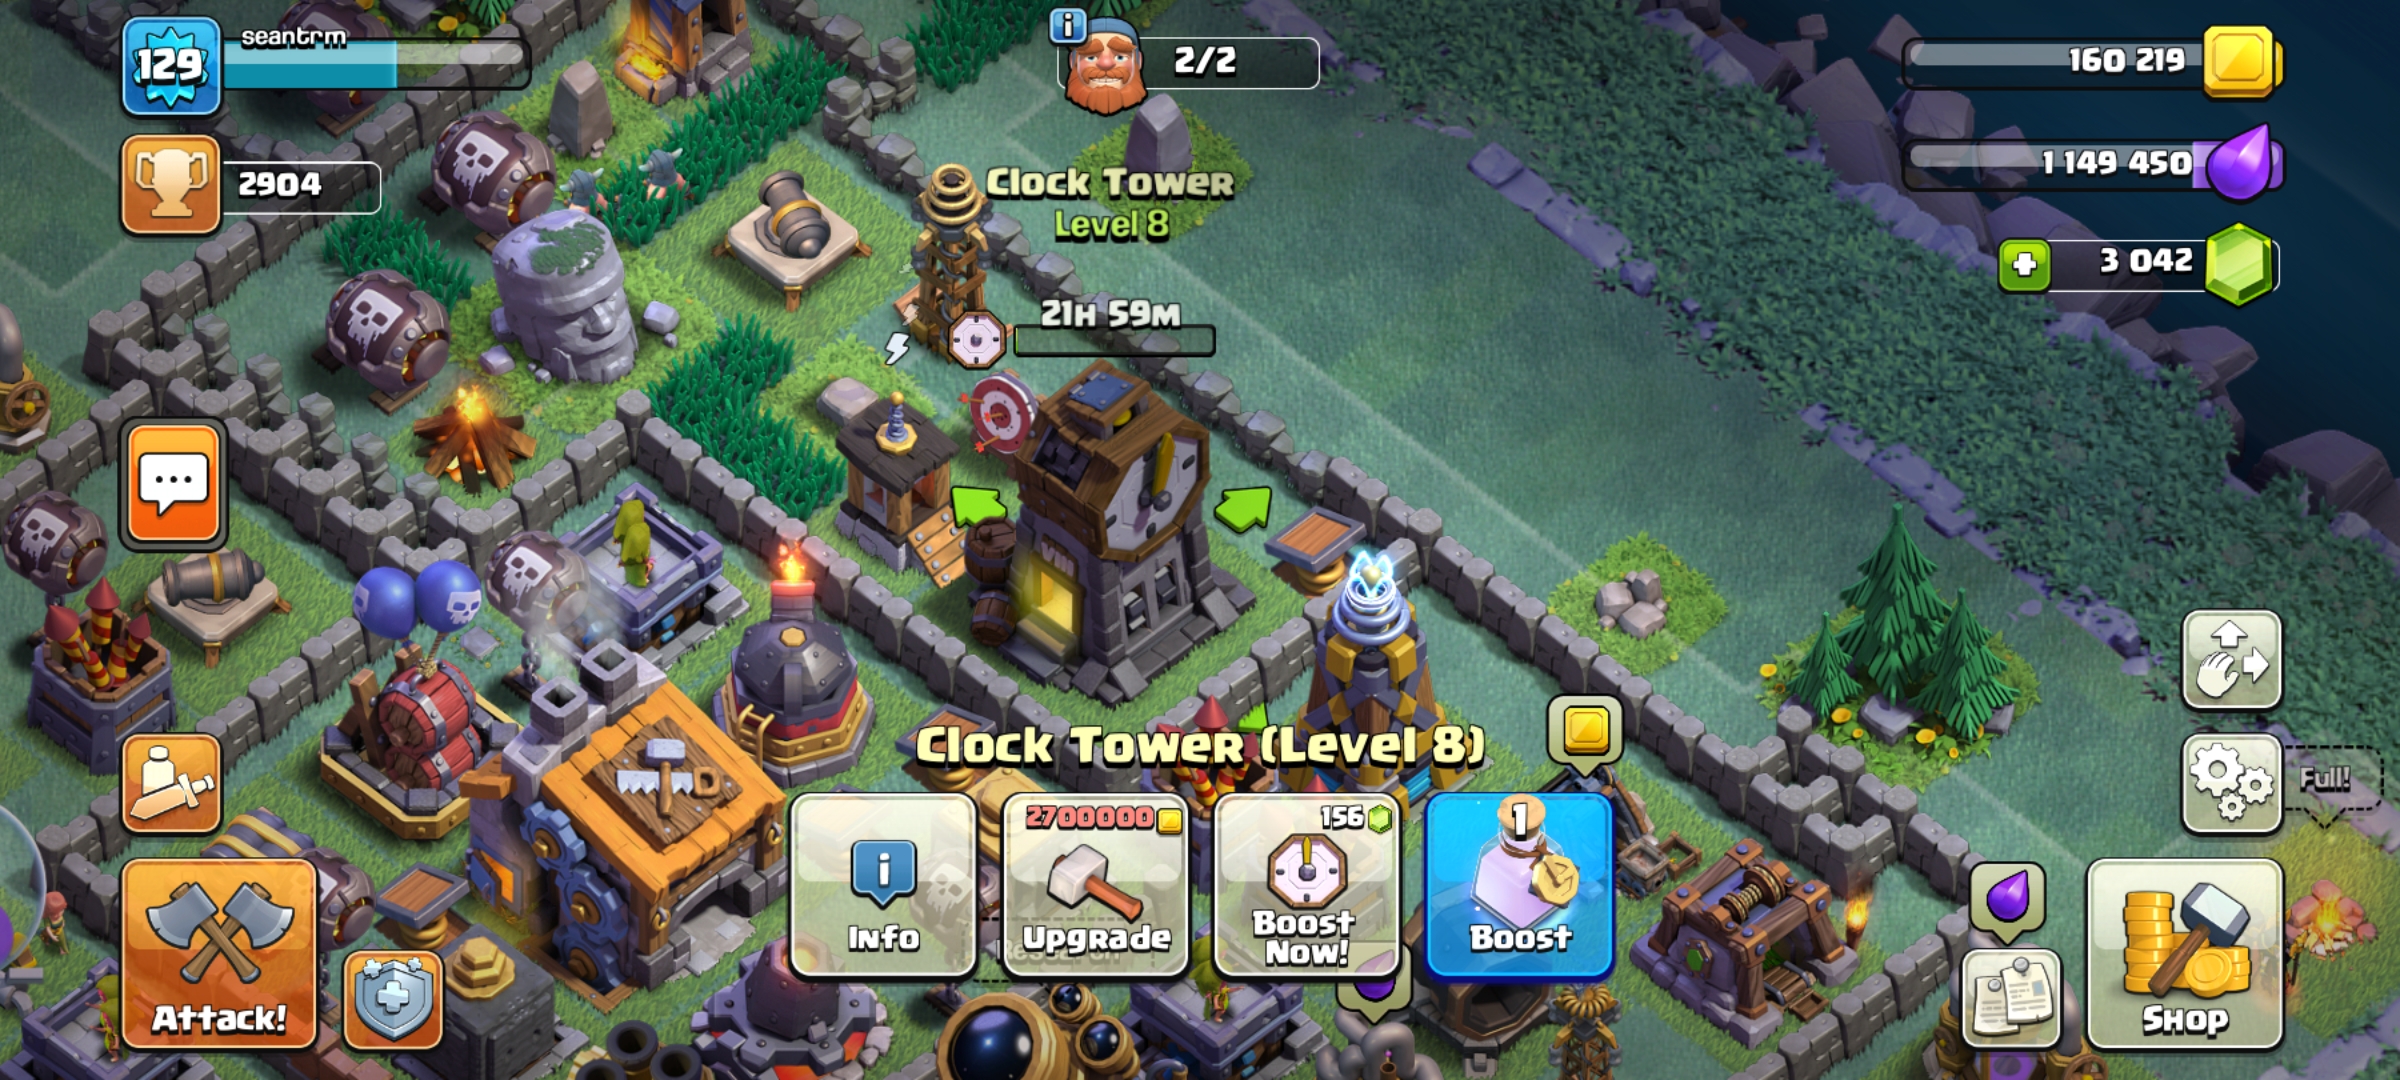 129
seantrm
i
2/2
160 219
2904
1 149 450
Clock Tower
Level 8
3 042
21H 59M
VIII
Clock Tower (Level 8)
Full!
2700000
156
1
i
Info
Upgrade
Boost
Now!
Boost
Attack!
Shop